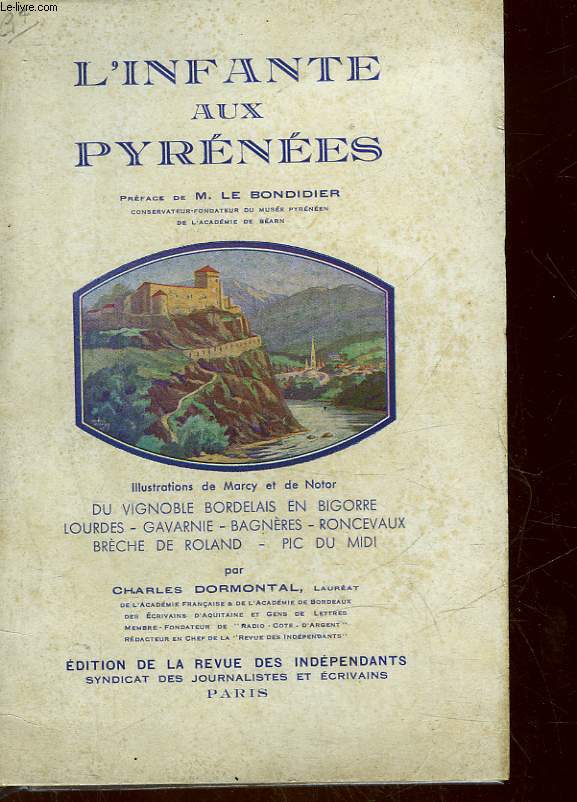 Le-livre.com
L'INFANTE
AUX
PYRÉNÉES
PRÉFACE DE M. LE BONDIDIER
CONSERVATEUR-FONDATEUR DU MUSÉE PYRÉNÉEN
DE L'ACADÉMIE DE BÉARN
Illustrations de Marcy et de Notor
DU VIGNOBLE BORDELAIS EN BIGORRE
LOURDES - GAVARNIE - BAGNÈRES - RONCEVAUX
BRÈCHE DE ROLAND - PIC DU MIDI
par
CHARLES DORMONTAL, LAURÉAT
DE L'ACADÉMIE FRANÇAISE & DE L'ACADÉMIE DE BORDEAUX
DES ÉCRIVAINS D'AQUITAINE ET GENS DE LETTRES
MEMBRE-FONDATEUR DE "RADIO-COTE-D'ARGENT"
RÉDACTEUR EN CHEF DE LA "REVUE DES INDÉPENDANTS"
ÉDITION DE LA REVUE DES INDÉPENDANTS
SYNDICAT DES JOURNALISTES ET ÉCRIVAINS
PARIS